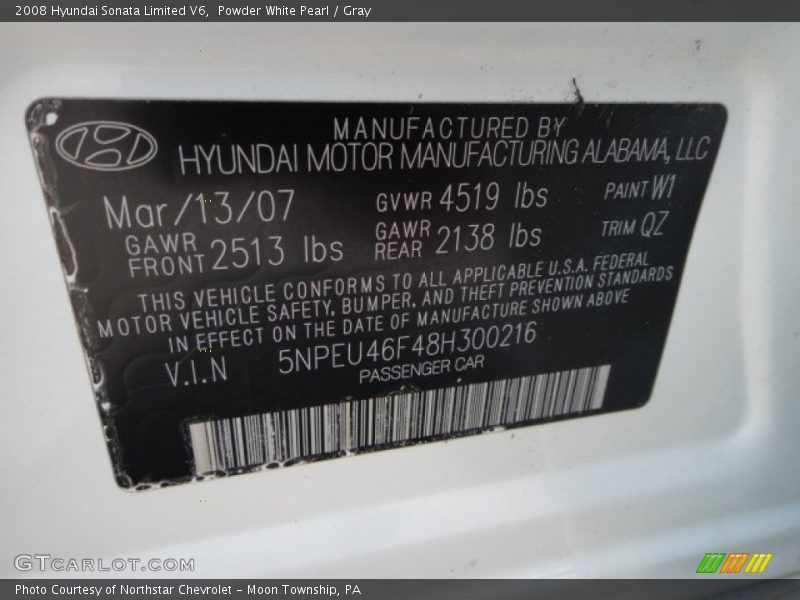 2008 Hyundai Sonata Limited V6,  Powder White Pearl / Gray
MANUFACTURED BY
HYUNDAI MOTOR MANUFACTURING ALABAMA, LLC
Mar/13/07 GVWR 4519 lbs PAINT W1
GAWR FRONT 2513 lbs GAWR REAR 2138 lbs TRIM QZ
THIS VEHICLE CONFORMS TO ALL APPLICABLE U.S.A. FEDERAL
MOTOR VEHICLE SAFETY, BUMPER, AND THEFT PREVENTION STANDARDS
IN EFFECT ON THE DATE OF MANUFACTURE SHOWN ABOVE
V.I.N 5NPEU46F48H300216
PASSENGER CAR
GTCARLOT.COM
Photo Courtesy of Northstar Chevrolet - Moon Township, PA